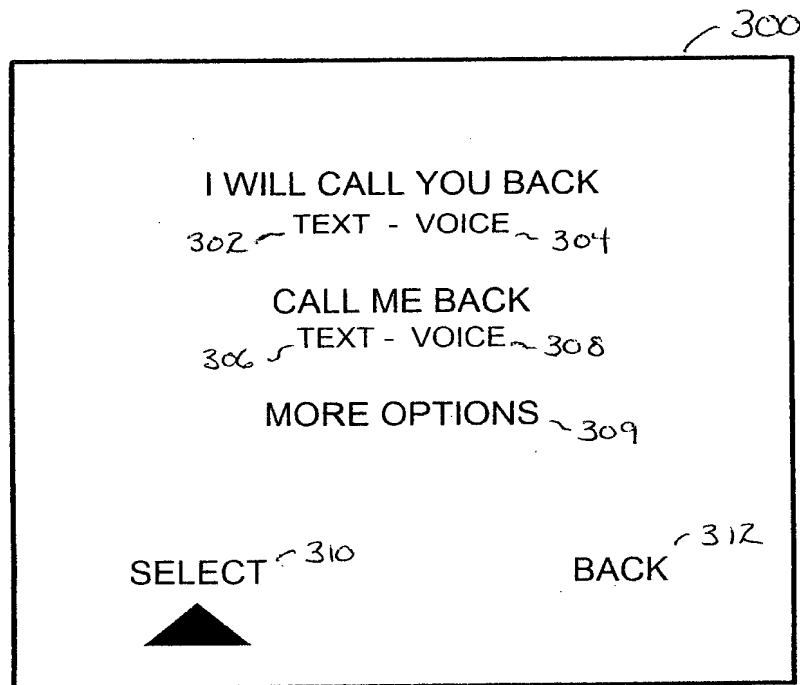 300
I WILL CALL YOU BACK
302 TEXT - VOICE 304
CALL ME BACK
306 TEXT - VOICE 308
MORE OPTIONS 309
SELECT 310 BACK 312